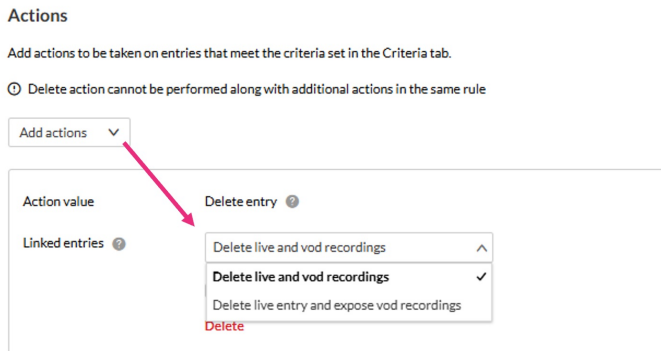 Actions
Add actions to be taken on entries that meet the criteria set in the Criteria tab.
Delete action cannot be performed along with additional actions in the same rule
Add actions
Action value Delete entry ?
Linked entries ? Delete live and vod recordings
Delete live and vod recordings
Delete live entry and expose vod recordings
Delete